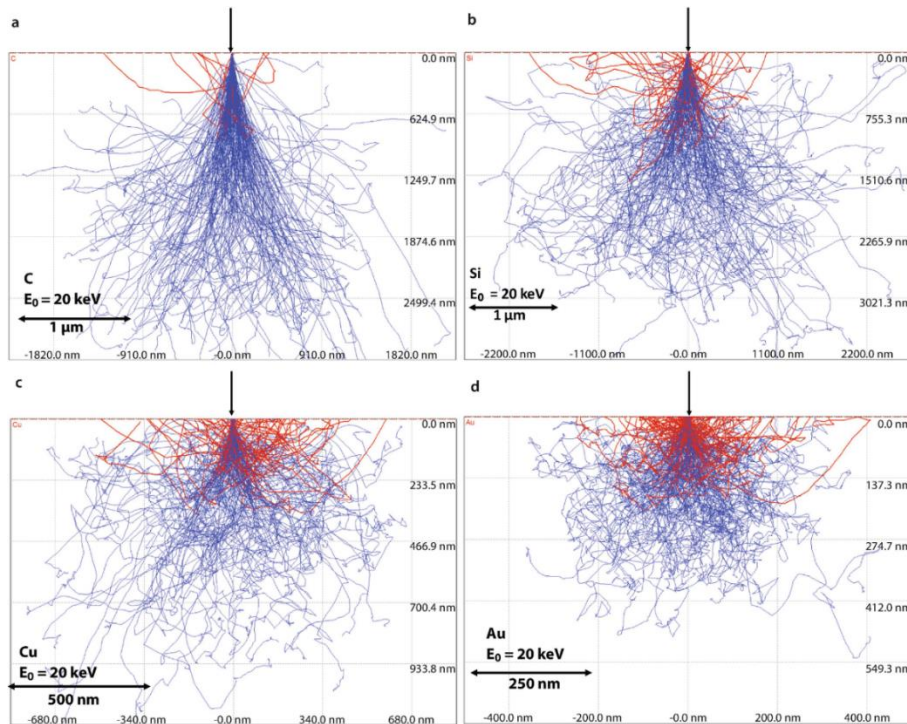 a
C
0.0 nm
624.9 nm
1249.7 nm
1874.6 nm
2499.4 nm
C
E₀ = 20 keV
1 µm
-1820.0 nm -910.0 nm -0.0 nm 910.0 nm 1820.0 nm
b
Si
0.0 nm
755.3 nm
1510.6 nm
2265.9 nm
3021.3 nm
Si
E₀ = 20 keV
1 µm
-2200.0 nm -1100.0 nm -0.0 nm 1100.0 nm 2200.0 nm
c
Cu
0.0 nm
233.5 nm
466.9 nm
700.4 nm
933.8 nm
Cu
E₀ = 20 keV
500 nm
-680.0 nm -340.0 nm -0.0 nm 340.0 nm 680.0 nm
d
Au
0.0 nm
137.3 nm
274.7 nm
412.0 nm
549.3 nm
Au
E₀ = 20 keV
250 nm
-400.0 nm -200.0 nm -0.0 nm 200.0 nm 400.0 nm